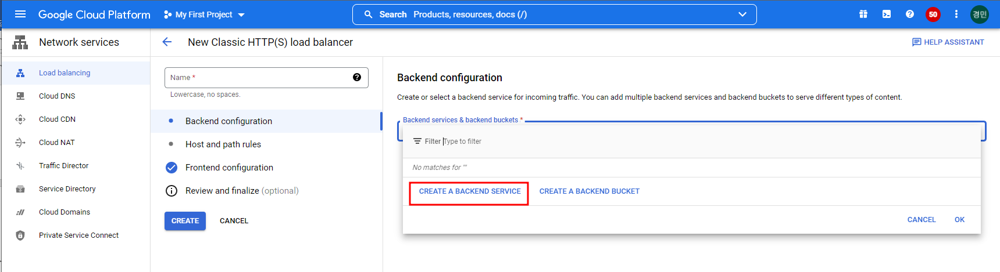 Google Cloud Platform
My First Project
Search Products, resources, docs (/)
50
경민
Network services
New Classic HTTP(S) load balancer
HELP ASSISTANT
Load balancing
Cloud DNS
Cloud CDN
Cloud NAT
Traffic Director
Service Directory
Cloud Domains
Private Service Connect
Name *
Lowercase, no spaces.
Backend configuration
Host and path rules
Frontend configuration
Review and finalize (optional)
CREATE CANCEL
Backend configuration
Create or select a backend service for incoming traffic. You can add multiple backend services and backend buckets to serve different types of content.
Backend services & backend buckets *
Filter Type to filter
No matches for ""
CREATE A BACKEND SERVICE CREATE A BACKEND BUCKET
CANCEL OK